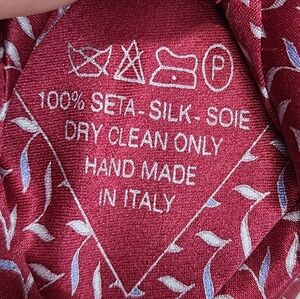 P
100% SETA - SILK - SOIE
DRY CLEAN ONLY
HAND MADE
IN ITALY